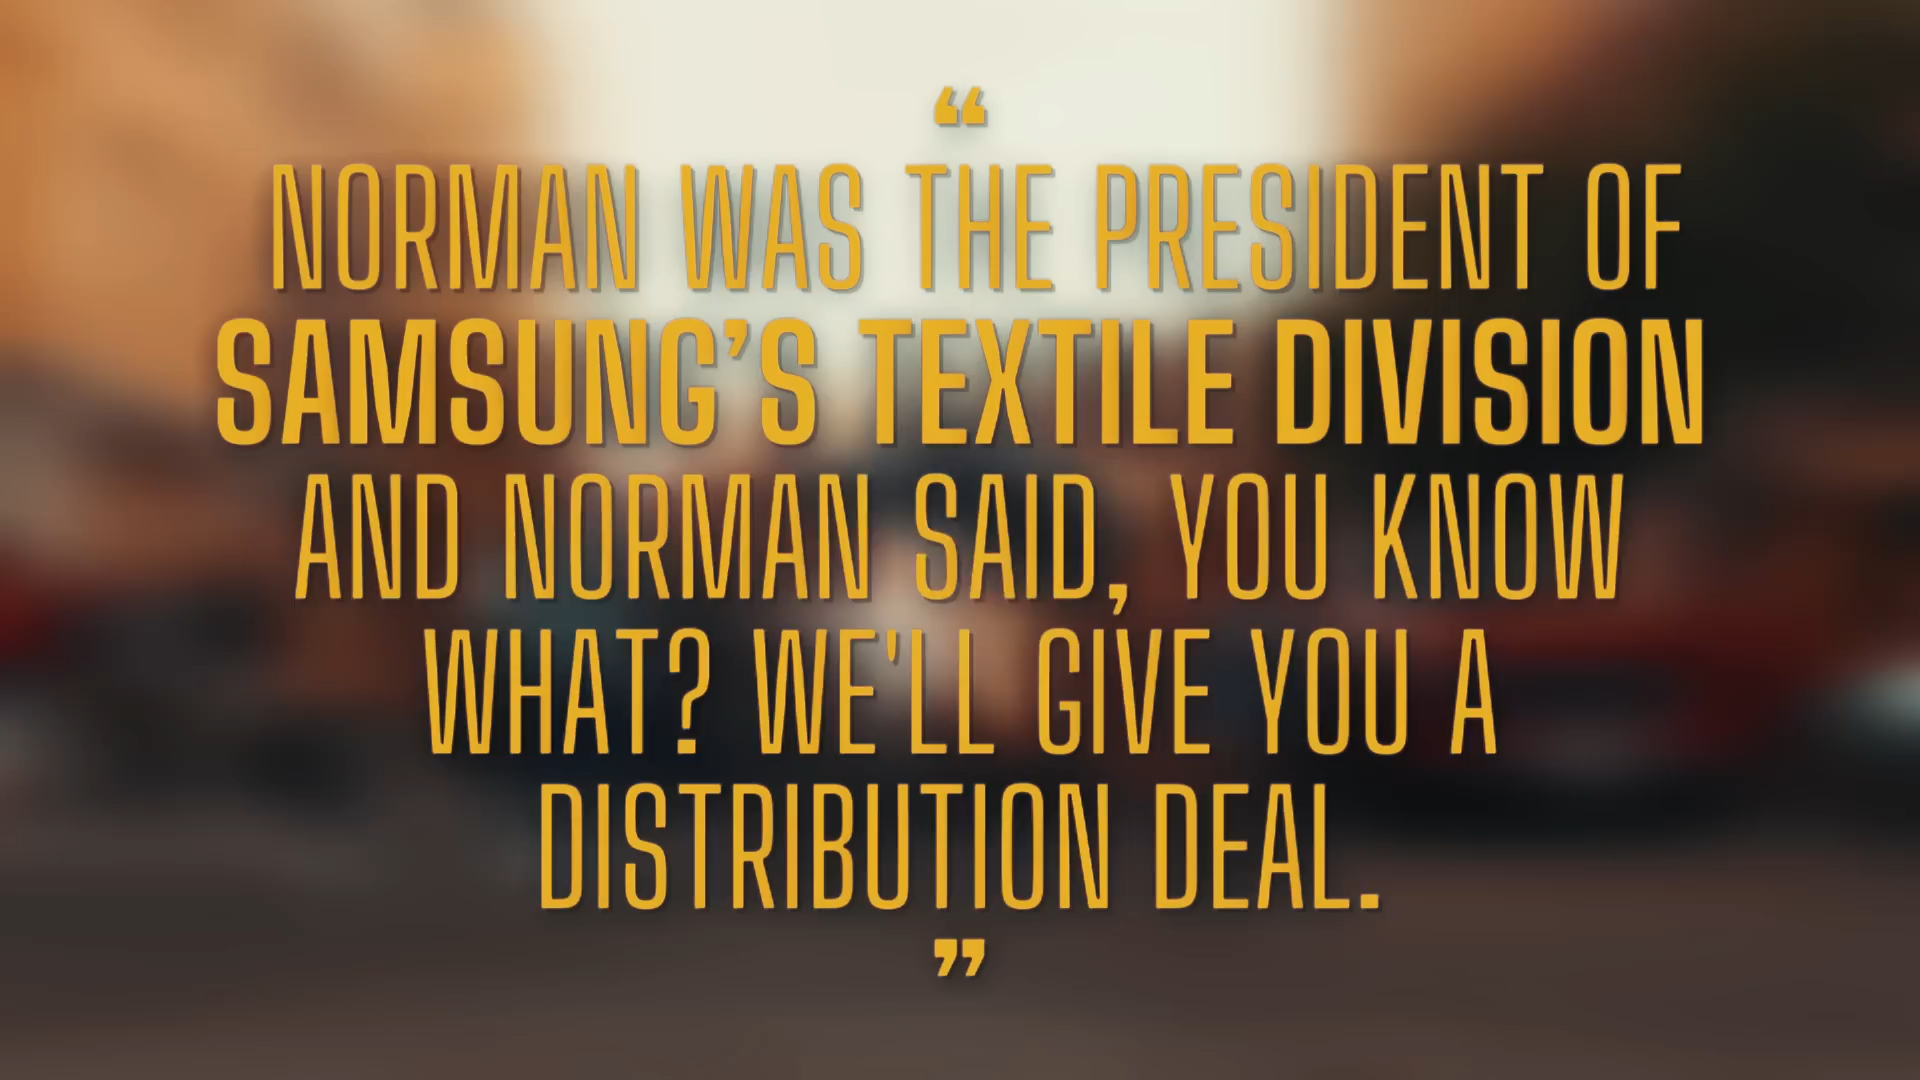 “
NORMAN WAS THE PRESIDENT OF
SAMSUNG’S TEXTILE DIVISION
AND NORMAN SAID, YOU KNOW
WHAT? WE'LL GIVE YOU A
DISTRIBUTION DEAL.
”